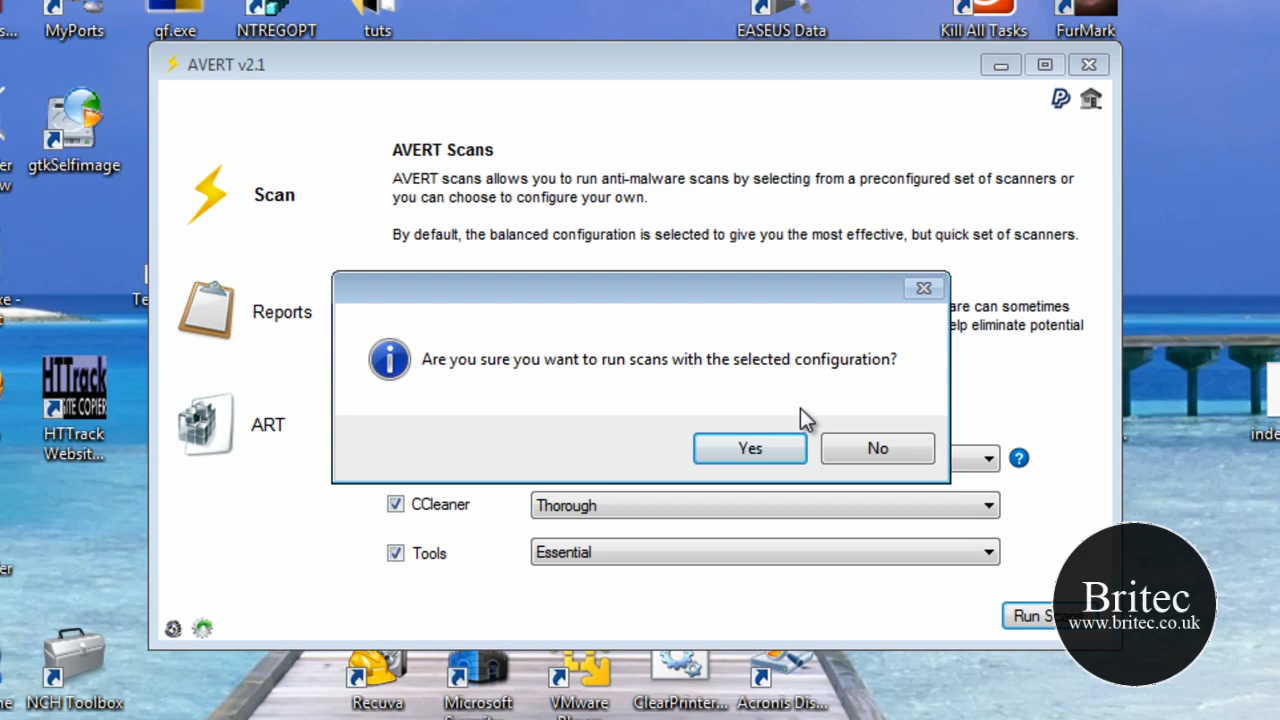 MyPorts
qf.exe
NTREGOPT
tuts
EASEUS Data
Kill All Tasks
FurMark
AVERT v2.1
gtkSelfimage
AVERT Scans
AVERT scans allows you to run anti-malware scans by selecting from a preconfigured set of scanners or
you can choose to configure your own.
By default, the balanced configuration is selected to give you the most effective, but quick set of scanners.
Scan
Reports
ART
are can sometimes
elp eliminate potential
Are you sure you want to run scans with the selected configuration?
Yes
No
HTTrack
SITE COPIER
HTTrack
Websit...
CCleaner
Thorough
Tools
Essential
Run Scans
Britec
www.britec.co.uk
NCH Toolbox
Recuva
Microsoft
VMware
ClearPrinter...
Acronis Dis...